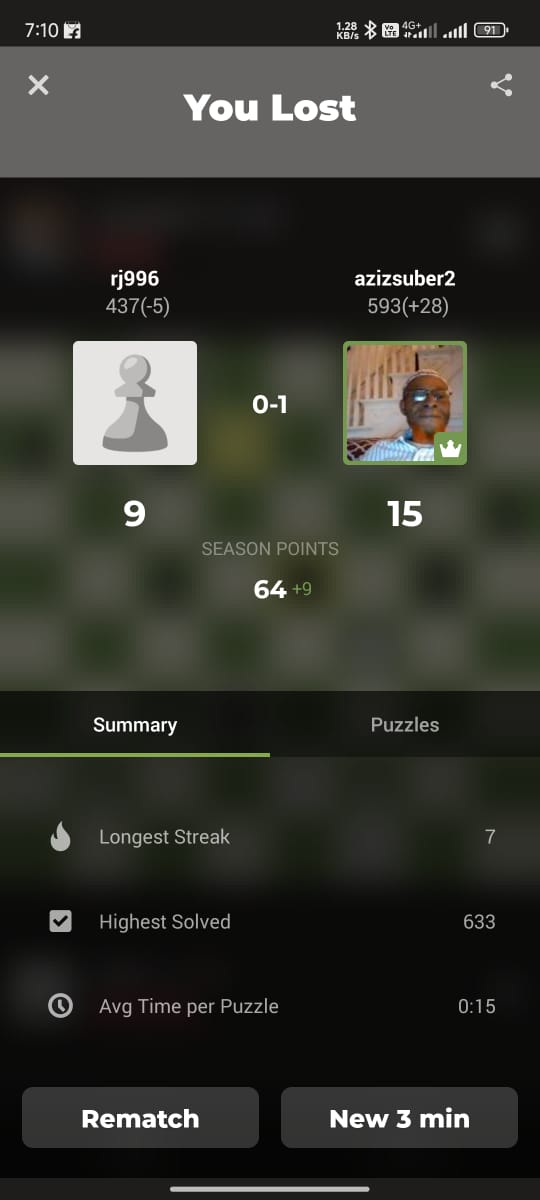 7:10
1.28 KB/s Vo LTE 4G+ 91
You Lost
rj996 azizsuber2
437(-5) 593(+28)
0-1
9 15
SEASON POINTS
64 +9
Summary Puzzles
Longest Streak 7
Highest Solved 633
Avg Time per Puzzle 0:15
Rematch New 3 min